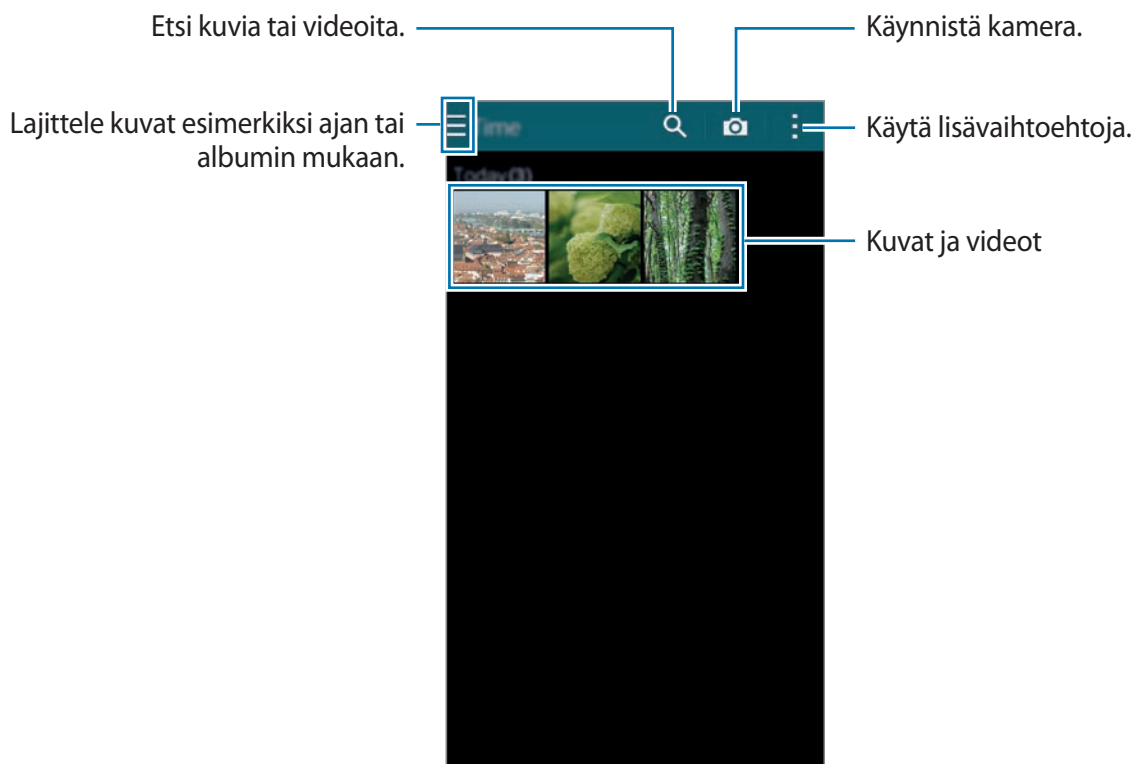 Etsi kuvia tai videoita.
Käynnistä kamera.
Lajittele kuvat esimerkiksi ajan tai
albumin mukaan.
Time
Käytä lisävaihtoehtoja.
Today(3)
Kuvat ja videot